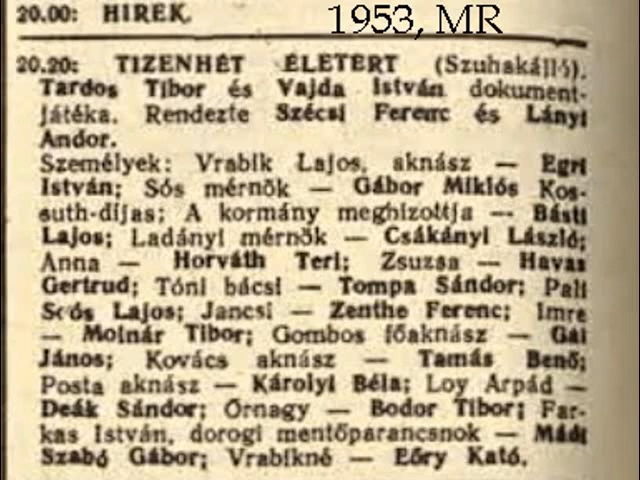 20.00: HIREK.
1953, MR
20.20: TIZENHÉT ÉLETÉRT (Szuhakálló).
Tardos Tibor és Vajda István dokument-
játéka. Rendezte Szécsi Ferenc és Lányi
Andor.
Személyek: Vrabik Lajos, aknász — Egri
István; Sós mérnök — Gábor Miklós Kos-
suth-díjas; A kormány megbízottja — Básti
Lajos; Ladányi mérnök — Csákányi László;
Anna — Horváth Teri; Zsuzsa — Havas
Gertrud; Tóni bácsi — Tompa Sándor; Pali
Soós Lajos; Jancsi — Zenthe Ferenc; Imre
— Molnár Tibor; Gombos főaknász — Gál
János; Kovács aknász — Tamás Benő;
Posta aknász — Károlyi Béla; Loy Arpád —
Deák Sándor; Őrnagy — Bodor Tibor; Far-
kas István, dorogi mentőparancsnok — Mádi
Szabó Gábor; Vrabikné — Eőry Kató.